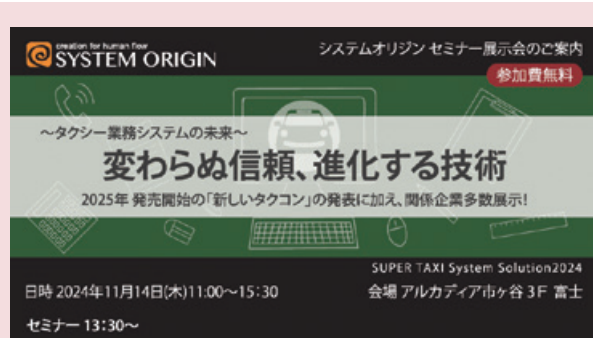 creation for human flow
SYSTEM ORIGIN
システムオリジン セミナー展示会のご案内
参加費無料
～タクシー業務システムの未来～
変わらぬ信頼、進化する技術
2025年 発売開始の「新しいタクコン」の発表に加え、関係企業多数展示!
SUPER TAXI System Solution2024
日時 2024年11月14日(木)11:00～15:30
会場 アルカディア市ヶ谷 3F 富士
セミナー 13:30～